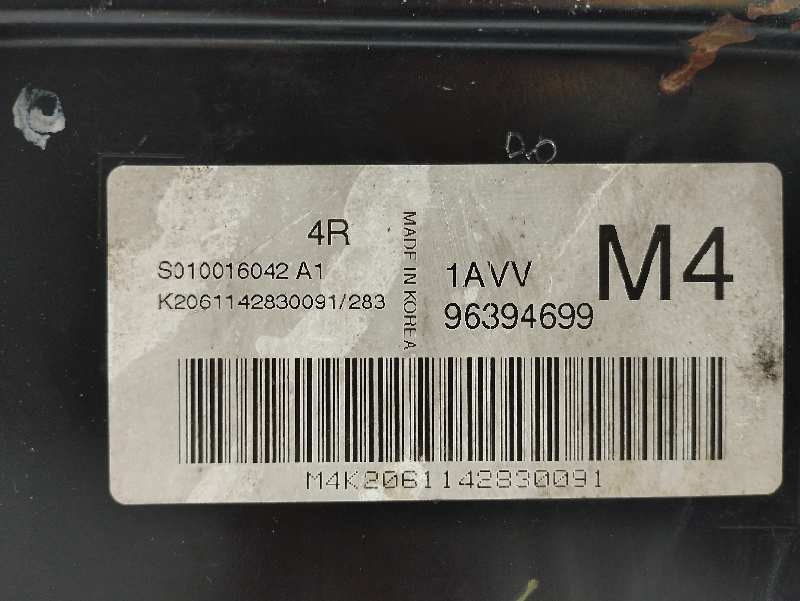 4R
S010016042 A1
K2061142830091/283
MADE IN KOREA
1AVV
96394699
M4
M4K2061142830091